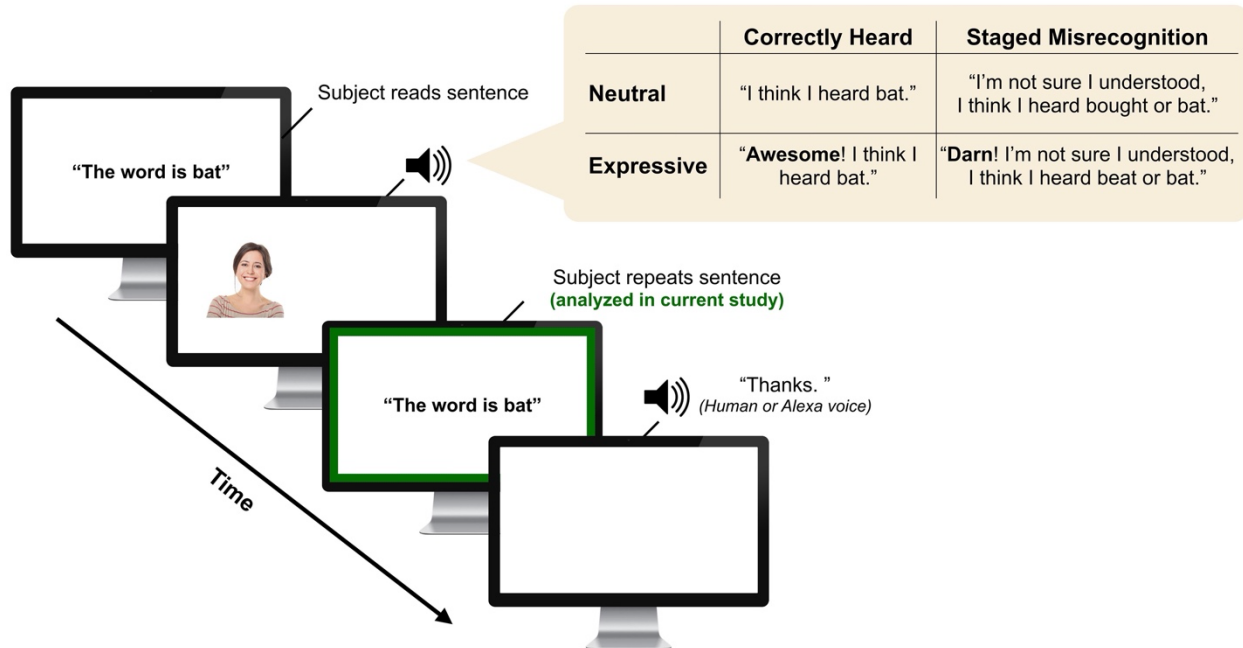 Correctly Heard
Staged Misrecognition
Neutral
“I think I heard bat.”
“I’m not sure I understood,
I think I heard bought or bat.”
Expressive
“Awesome! I think I
heard bat.”
“Darn! I’m not sure I understood,
I think I heard beat or bat.”
Subject reads sentence
“The word is bat”
Subject repeats sentence
(analyzed in current study)
“The word is bat”
“Thanks. ”
(Human or Alexa voice)
Time